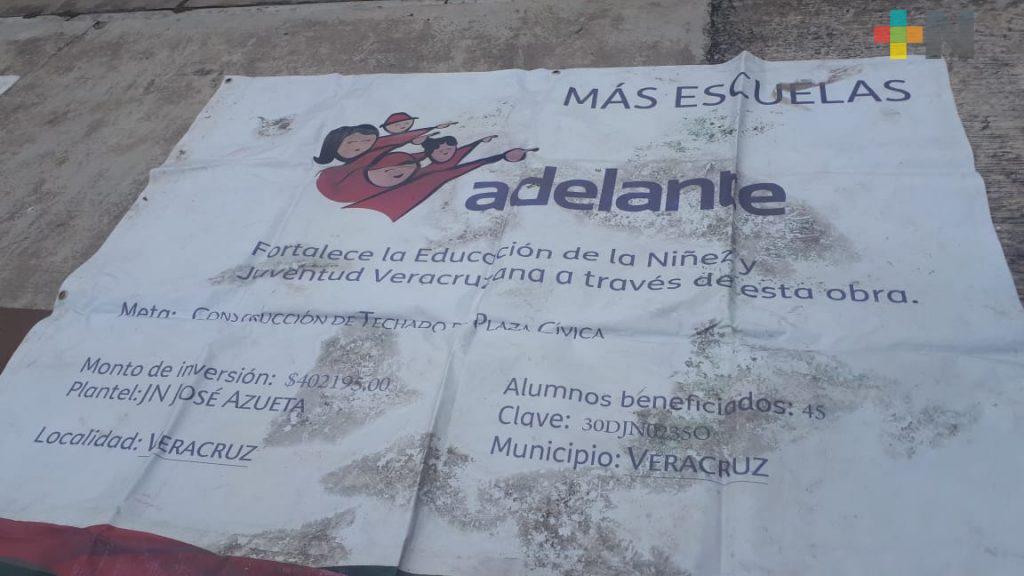 +N
MÁS ESCUELAS
adelante
Fortalece la Educación de la Niñez y
Juventud Veracruzana a través de esta obra.
Meta: CONSTRUCCIÓN DE TECHADO PLAZA CÍVICA
Monto de inversión: $402195.00
Plantel: JN JOSÉ AZUETA
Localidad: VERACRUZ
Alumnos beneficiados: 45
Clave:
Municipio: VERACRUZ